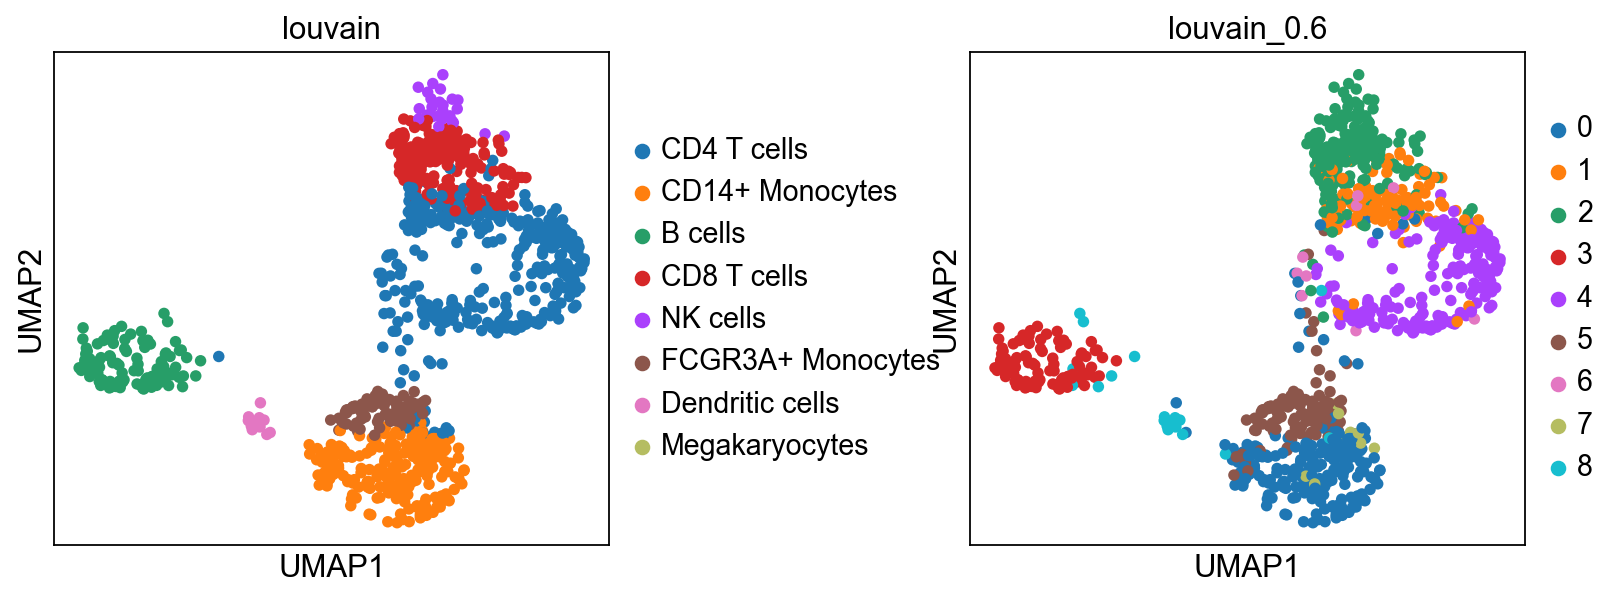 louvain
UMAP2
UMAP1
CD4 T cells
CD14+ Monocytes
B cells
CD8 T cells
NK cells
FCGR3A+ Monocytes
Dendritic cells
Megakaryocytes
louvain_0.6
UMAP2
UMAP1
0
1
2
3
4
5
6
7
8